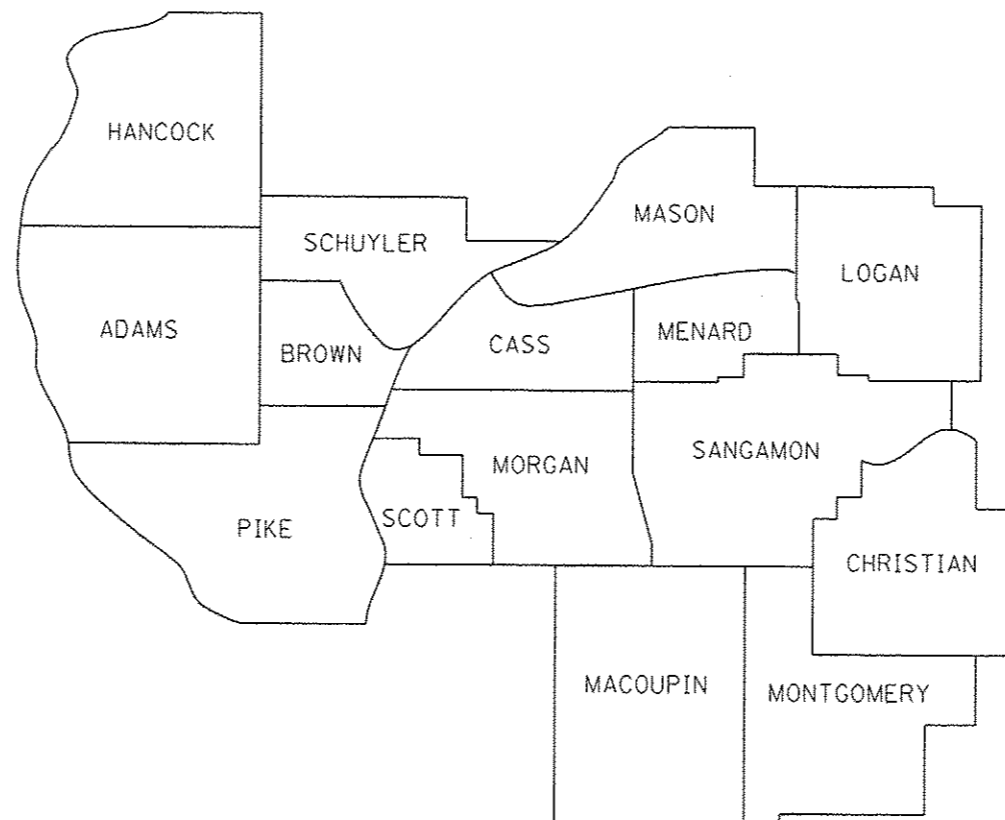 HANCOCK
MASON
SCHUYLER
LOGAN
ADAMS
MENARD
CASS
BROWN
SANGAMON
MORGAN
SCOTT
PIKE
CHRISTIAN
MACOUPIN
MONTGOMERY